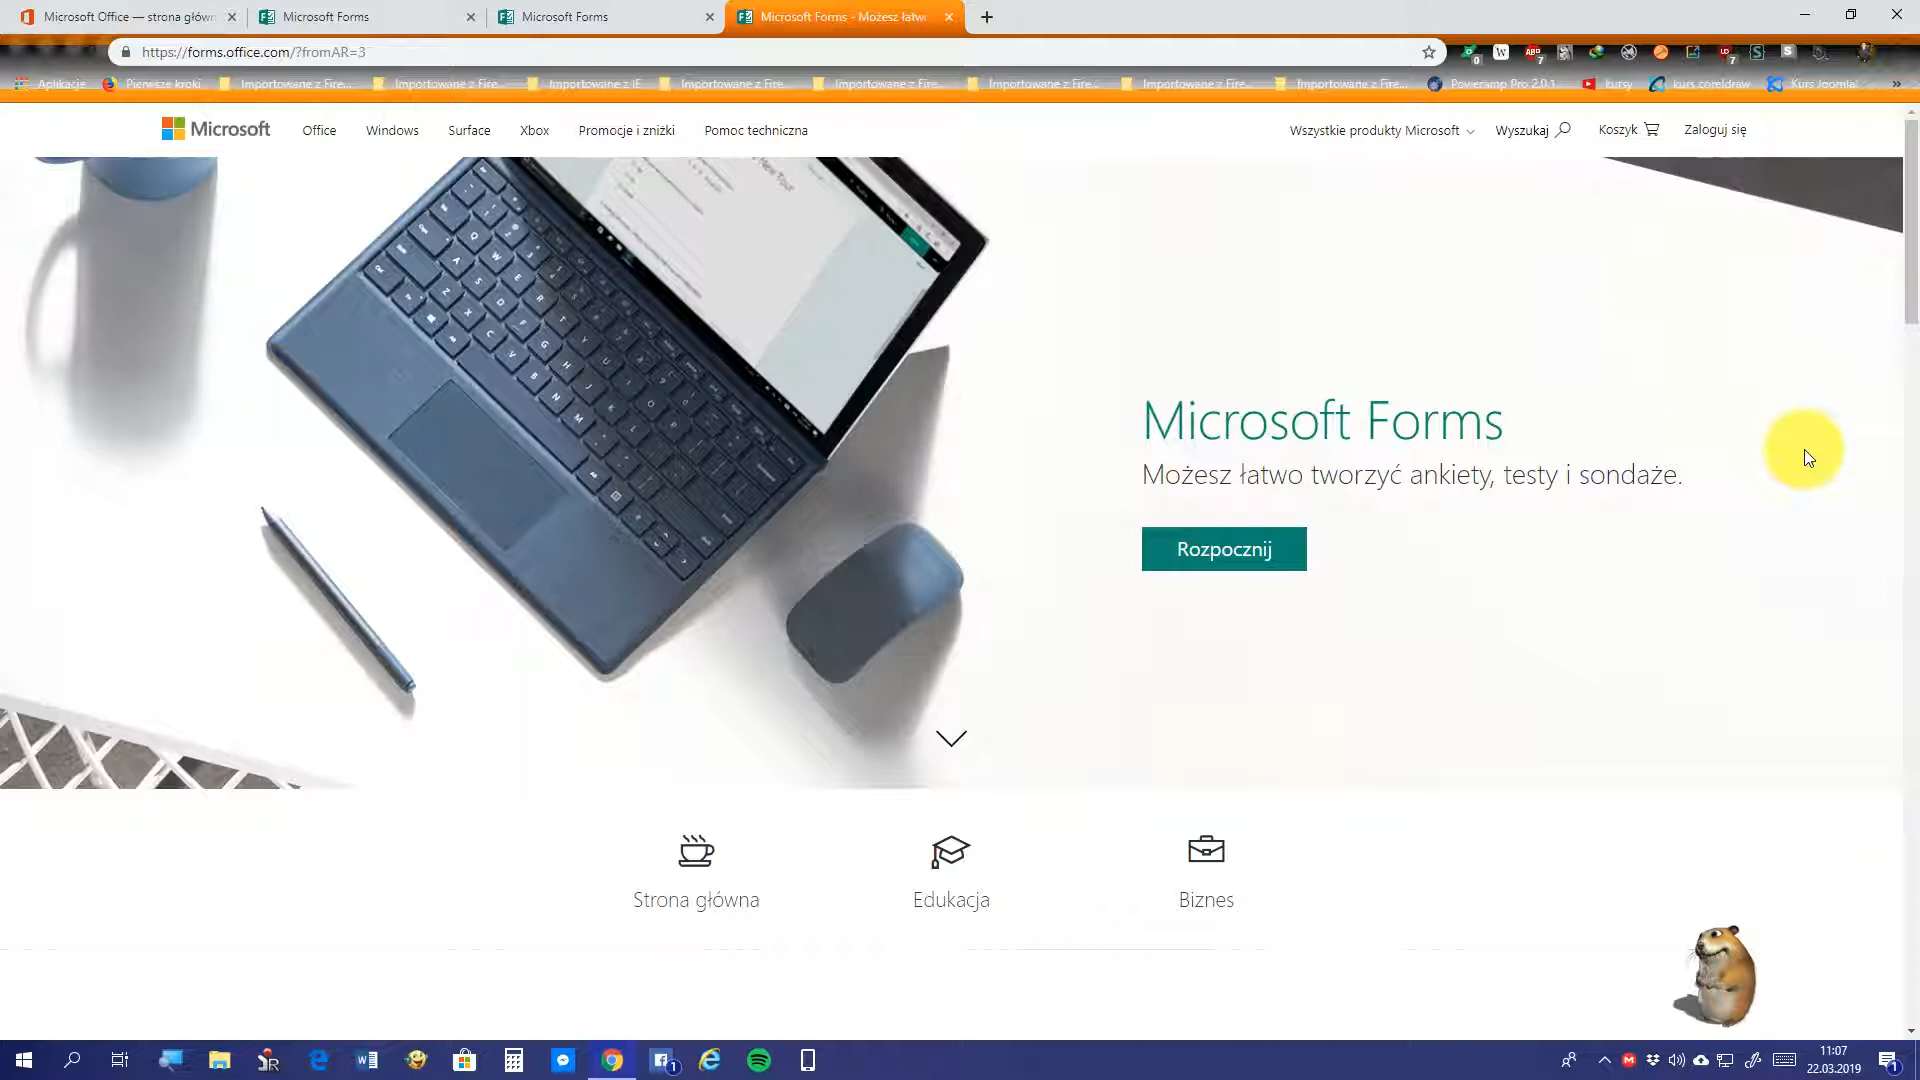 Microsoft Office — strona główn
Microsoft Forms
Microsoft Forms
Microsoft Forms - Możesz łatwo
https://forms.office.com/?fromAR=3
Aplikacje
Pierwsze kroki
Importowane z Fire...
Importowane z Fire...
Importowane z IE
Importowane z Fire...
Importowane z Fire...
Importowane z Fire...
Importowane z Fire...
Importowane z Fire...
Poweramp Pro 2.0.1
kursy
kurs coreldraw
Kurs Joomla!
Microsoft
Office
Windows
Surface
Xbox
Promocje i zniżki
Pomoc techniczna
Wszystkie produkty Microsoft
Wyszukaj
Koszyk
Zaloguj się
Microsoft Forms
Możesz łatwo tworzyć ankiety, testy i sondaże.
Rozpocznij
Strona główna
Edukacja
Biznes
11:07
22.03.2019